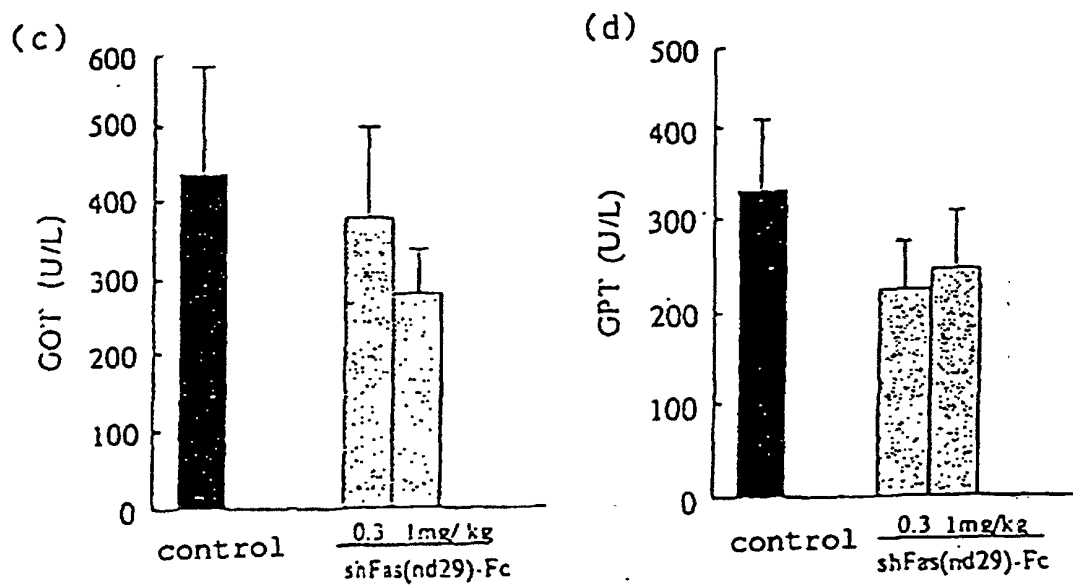 (c)
600
500
400
300
200
100
0
GOT (U/L)
control
0.3 1mg/kg
shFas(nd29)-Fc
(d)
500
400
300
200
100
0
GPT (U/L)
control
0.3 1mg/kg
shFas(nd29)-Fc